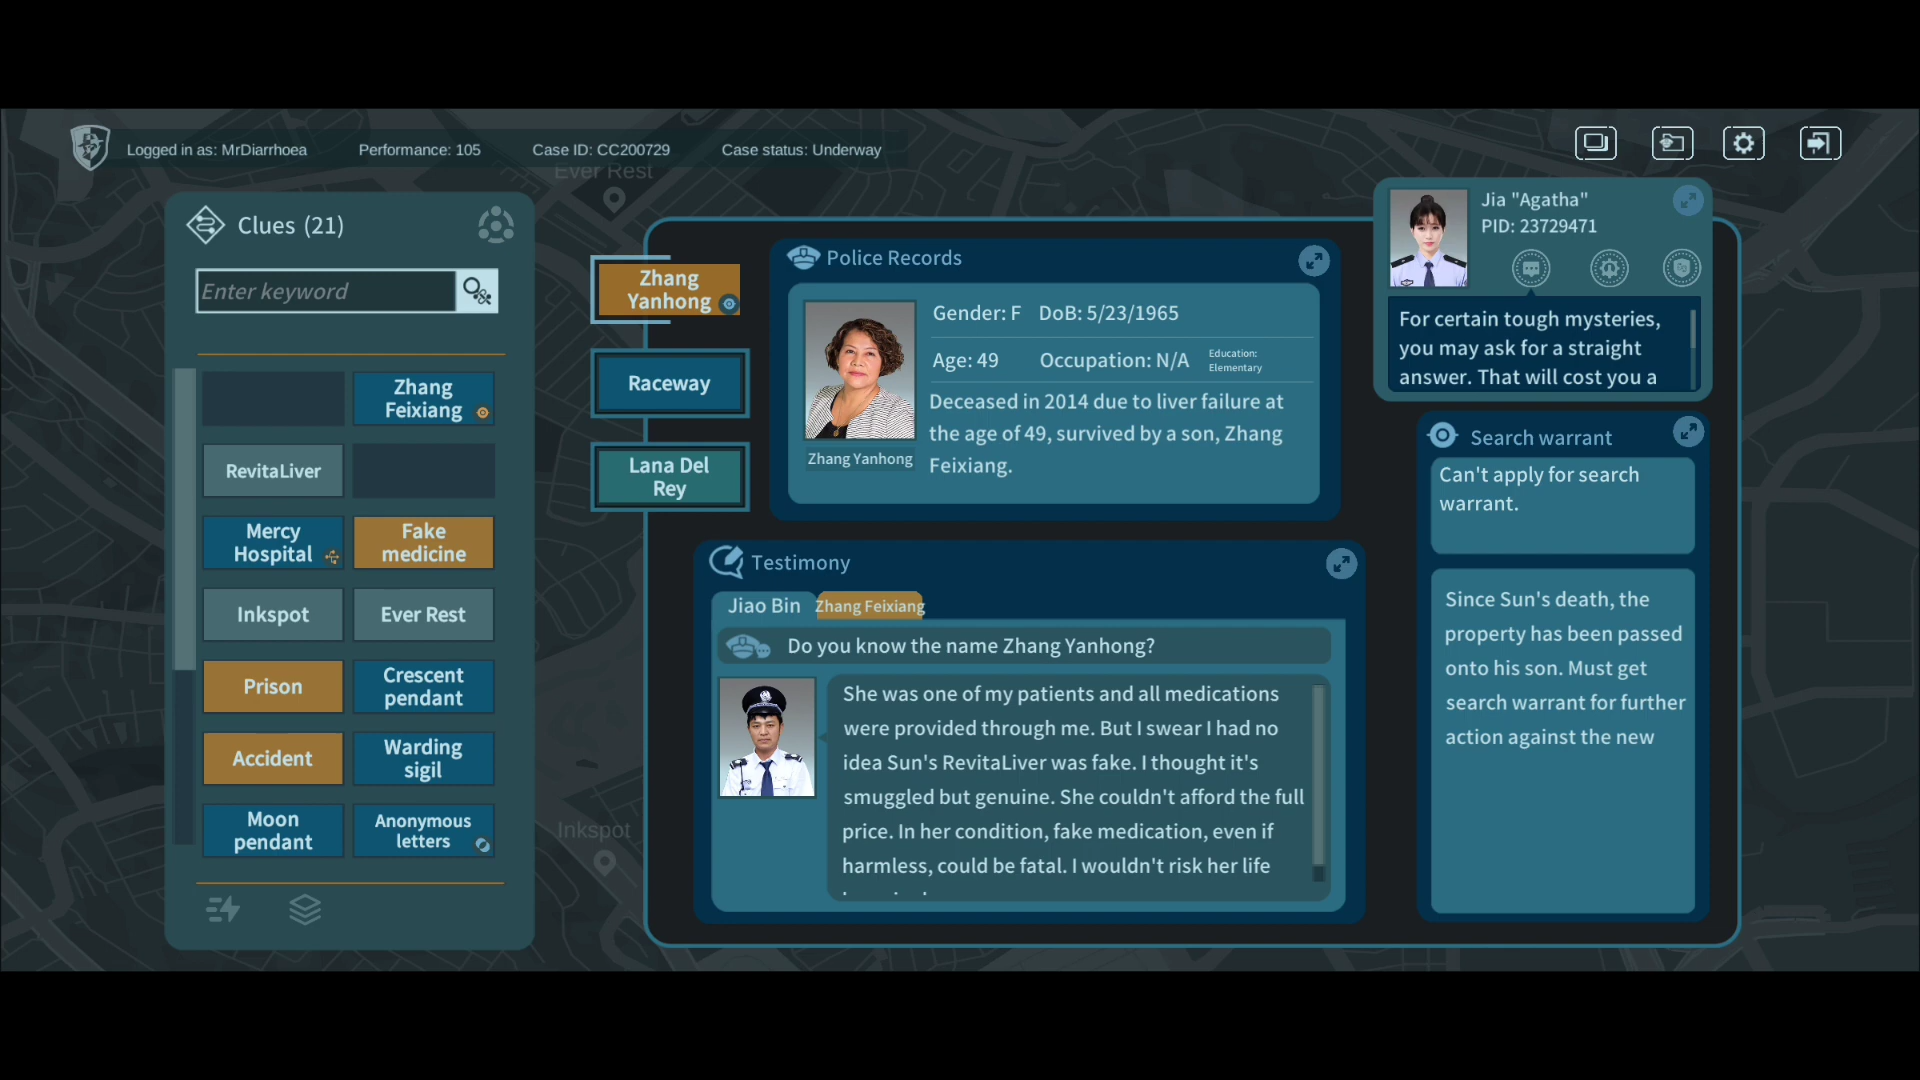 Logged in as: MrDiarrhoea
Performance: 105
Case ID: CC200729
Case status: Underway
Ever Rest
Clues (21)
Enter keyword
Zhang
Feixiang
RevitaLiver
Mercy
Hospital
Fake
medicine
Inkspot
Ever Rest
Prison
Crescent
pendant
Accident
Warding
sigil
Moon
pendant
Anonymous
letters
Inkspot
Zhang
Yanhong
Raceway
Lana Del
Rey
Police Records
Gender: F DoB: 5/23/1965
Age: 49 Occupation: N/A
Education:
Elementary
Deceased in 2014 due to liver failure at
the age of 49, survived by a son, Zhang
Feixiang.
Zhang Yanhong
Testimony
Jiao Bin
Zhang Feixiang
Do you know the name Zhang Yanhong?
She was one of my patients and all medications
were provided through me. But I swear I had no
idea Sun's RevitaLiver was fake. I thought it's
smuggled but genuine. She couldn't afford the full
price. In her condition, fake medication, even if
harmless, could be fatal. I wouldn't risk her life
Jia "Agatha"
PID: 23729471
For certain tough mysteries,
you may ask for a straight
answer. That will cost you a
Search warrant
Can't apply for search
warrant.
Since Sun's death, the
property has been passed
onto his son. Must get
search warrant for further
action against the new